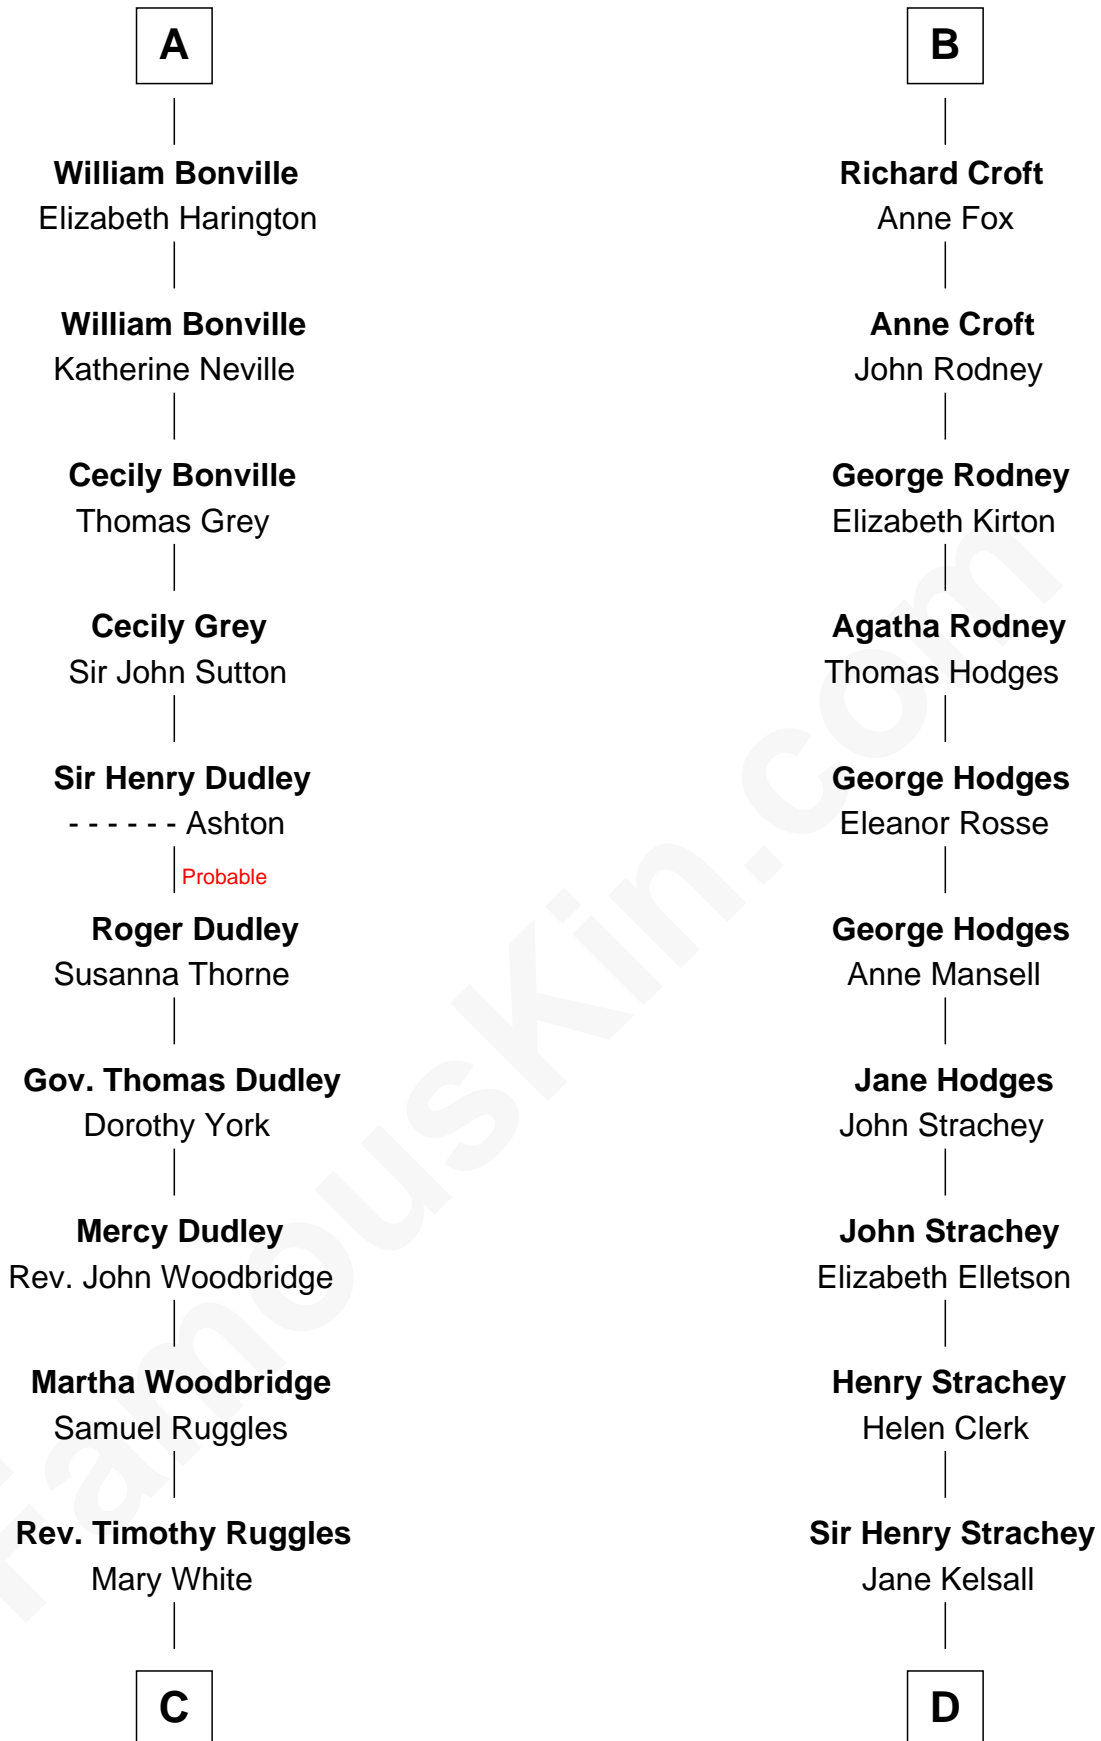 A
William Bonville
Elizabeth Harington
William Bonville
Katherine Neville
Cecily Bonville
Thomas Grey
Cecily Grey
Sir John Sutton
Sir Henry Dudley
- - - - - - Ashton
Probable
Roger Dudley
Susanna Thorne
Gov. Thomas Dudley
Dorothy York
Mercy Dudley
Rev. John Woodbridge
Martha Woodbridge
Samuel Ruggles
Rev. Timothy Ruggles
Mary White
C
B
Richard Croft
Anne Fox
Anne Croft
John Rodney
George Rodney
Elizabeth Kirton
Agatha Rodney
Thomas Hodges
George Hodges
Eleanor Rosse
George Hodges
Anne Mansell
Jane Hodges
John Strachey
John Strachey
Elizabeth Elletson
Henry Strachey
Helen Clerk
Sir Henry Strachey
Jane Kelsall
D
FamousKin.com